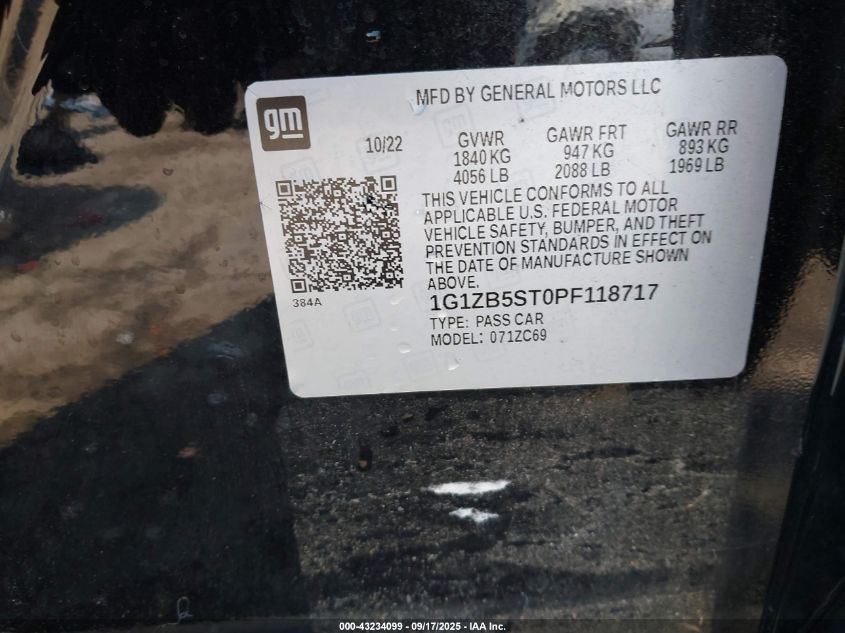 MFD BY GENERAL MOTORS LLC
gm
10/22
GVWR GAWR FRT GAWR RR
1840 KG 947 KG 893 KG
4056 LB 2088 LB 1969 LB
THIS VEHICLE CONFORMS TO ALL
APPLICABLE U.S. FEDERAL MOTOR
VEHICLE SAFETY, BUMPER, AND THEFT
PREVENTION STANDARDS IN EFFECT ON
THE DATE OF MANUFACTURE SHOWN
ABOVE.
384A
1G1ZB5ST0PF118717
TYPE: PASS CAR
MODEL: 071ZC69
000-43234099 - 09/17/2025 - IAA Inc.